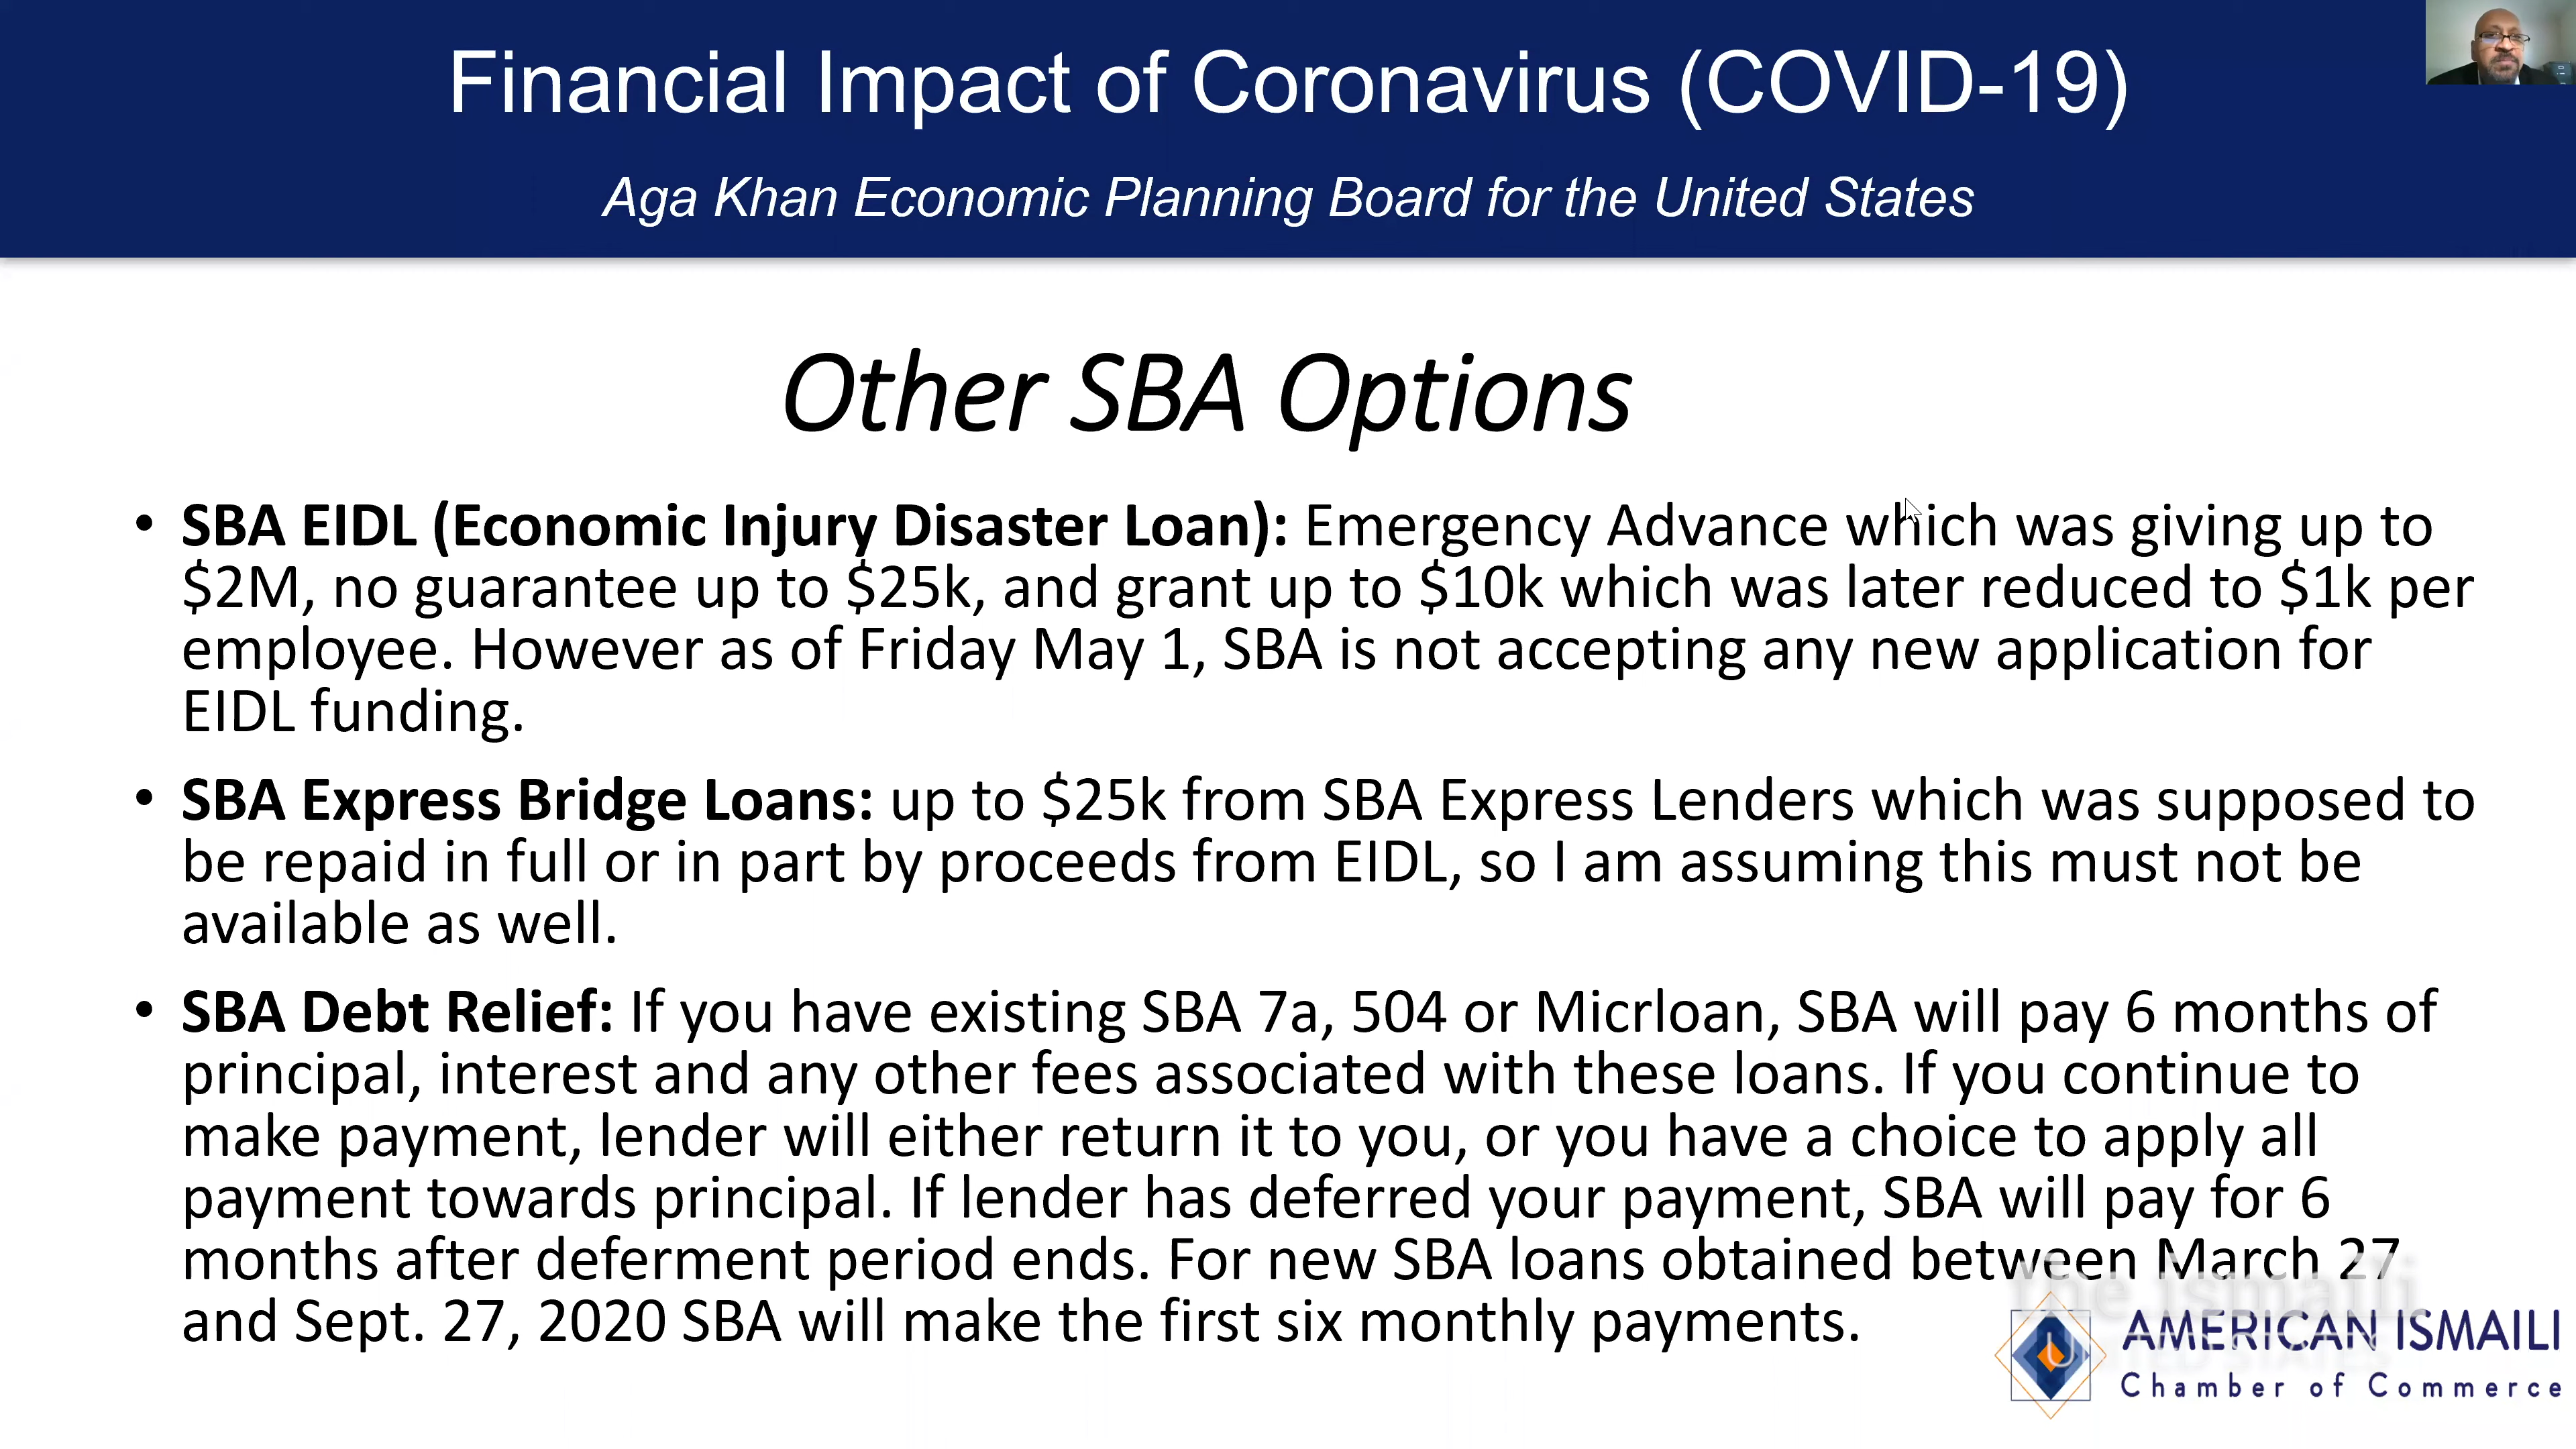 Financial Impact of Coronavirus (COVID-19)
Aga Khan Economic Planning Board for the United States
Other SBA Options
• SBA EIDL (Economic Injury Disaster Loan): Emergency Advance which was giving up to
$2M, no guarantee up to $25k, and grant up to $10k which was later reduced to $1k per
employee. However as of Friday May 1, SBA is not accepting any new application for
EIDL funding.
• SBA Express Bridge Loans: up to $25k from SBA Express Lenders which was supposed to
be repaid in full or in part by proceeds from EIDL, so I am assuming this must not be
available as well.
• SBA Debt Relief: If you have existing SBA 7a, 504 or Micrloan, SBA will pay 6 months of
principal, interest and any other fees associated with these loans. If you continue to
make payment, lender will either return it to you, or you have a choice to apply all
payment towards principal. If lender has deferred your payment, SBA will pay for 6
months after deferment period ends. For new SBA loans obtained between March 27
and Sept. 27, 2020 SBA will make the first six monthly payments.
the ismaili
UNITED STATES
AMERICAN ISMAILI
Chamber of Commerce